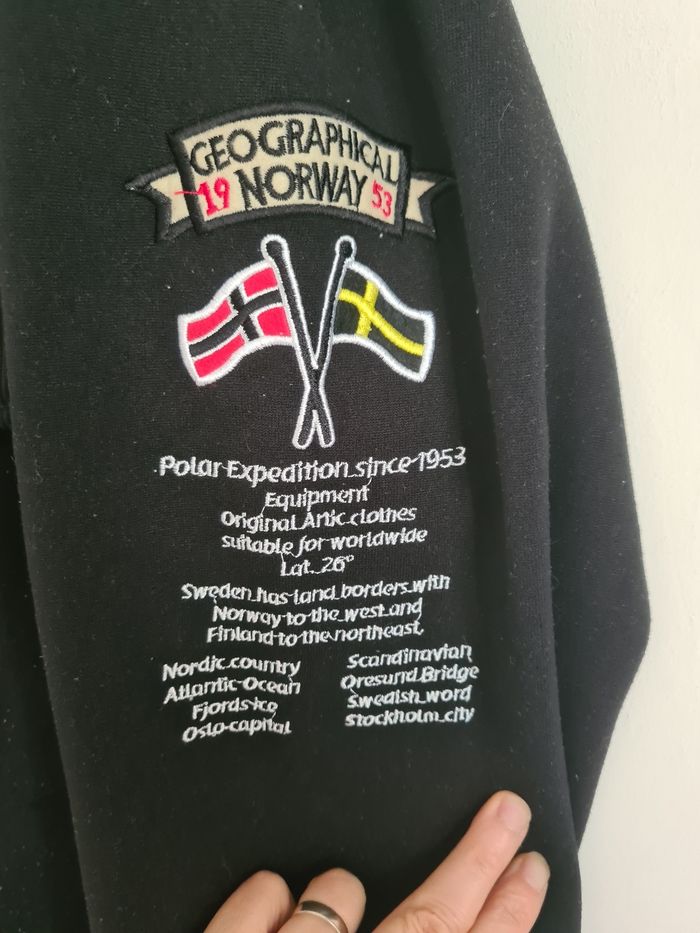 GEOGRAPHICAL
19 NORWAY 53
Polar Expedition since 1953
Equipment
Original Artic clothes
suitable for worldwide
Lat. 26°
Sweden has land borders with
Norway to the west and
Finland to the northeast,
Nordic country
Atlantic Ocean
Fjords ice
Oslo capital
Scandinavian
Oresund Bridge
Swedish word
Stockholm city